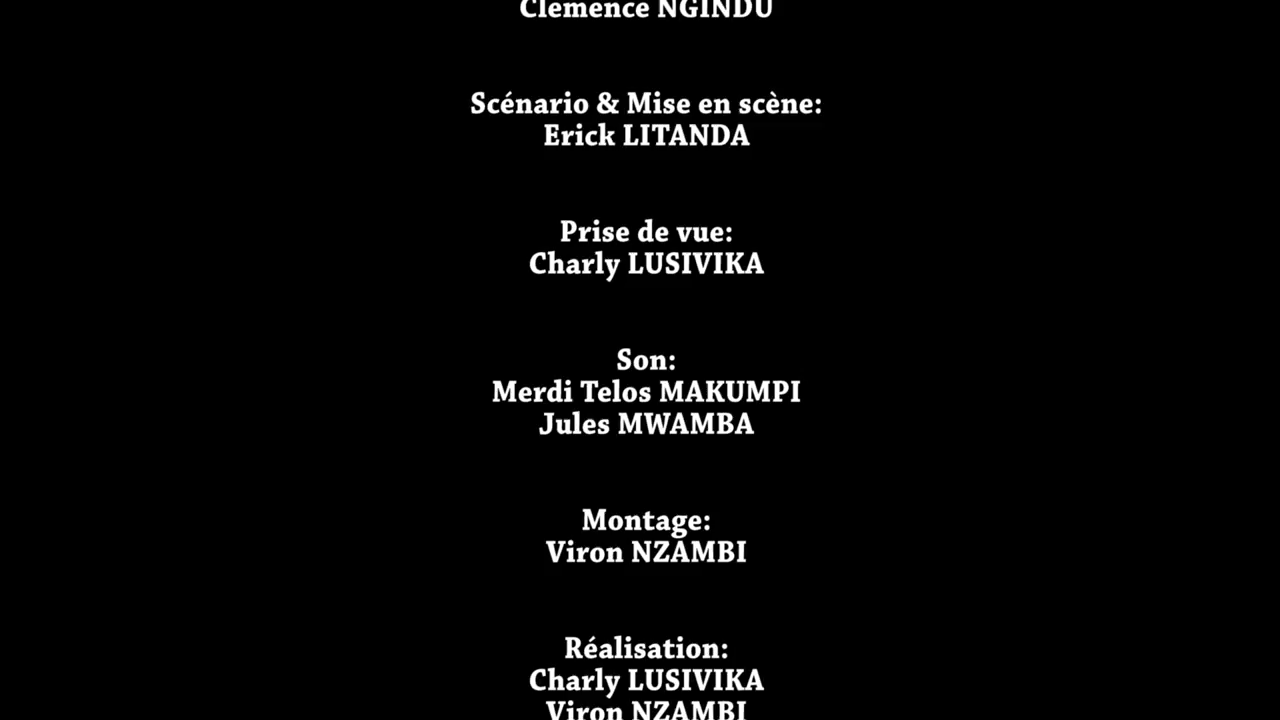 Clemence NGINDU
Scénario & Mise en scène:
Erick LITANDA
Prise de vue:
Charly LUSIVIKA
Son:
Merdi Telos MAKUMPI
Jules MWAMBA
Montage:
Viron NZAMBI
Réalisation:
Charly LUSIVIKA
Viron NZAMBI